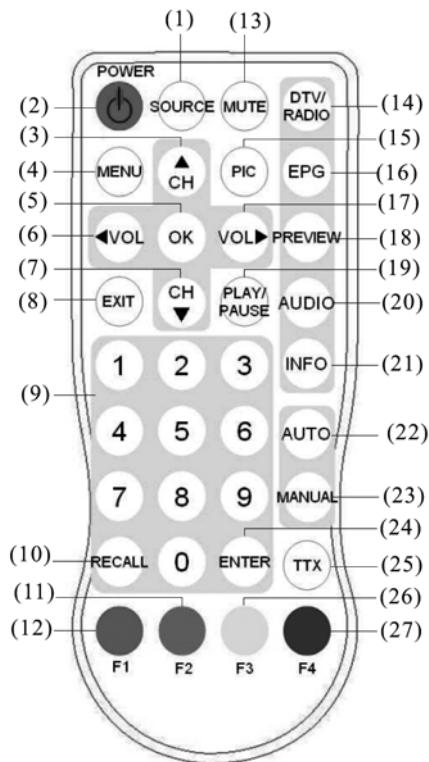 (1) (13)
POWER
(2) SOURCE MUTE DTV/
RADIO (14)
(3) (15)
(4) MENU CH PIC EPG (16)
(5) (17)
(6) VOL OK VOL PREVIEW (18)
(7) (19)
(8) EXIT CH PLAY/
PAUSE AUDIO (20)
1 2 3 INFO (21)
(9)
4 5 6 AUTO (22)
7 8 9 MANUAL (23)
(24)
(10) RECALL 0 ENTER TTX (25)
(11) (26)
(12) (27)
F1 F2 F3 F4